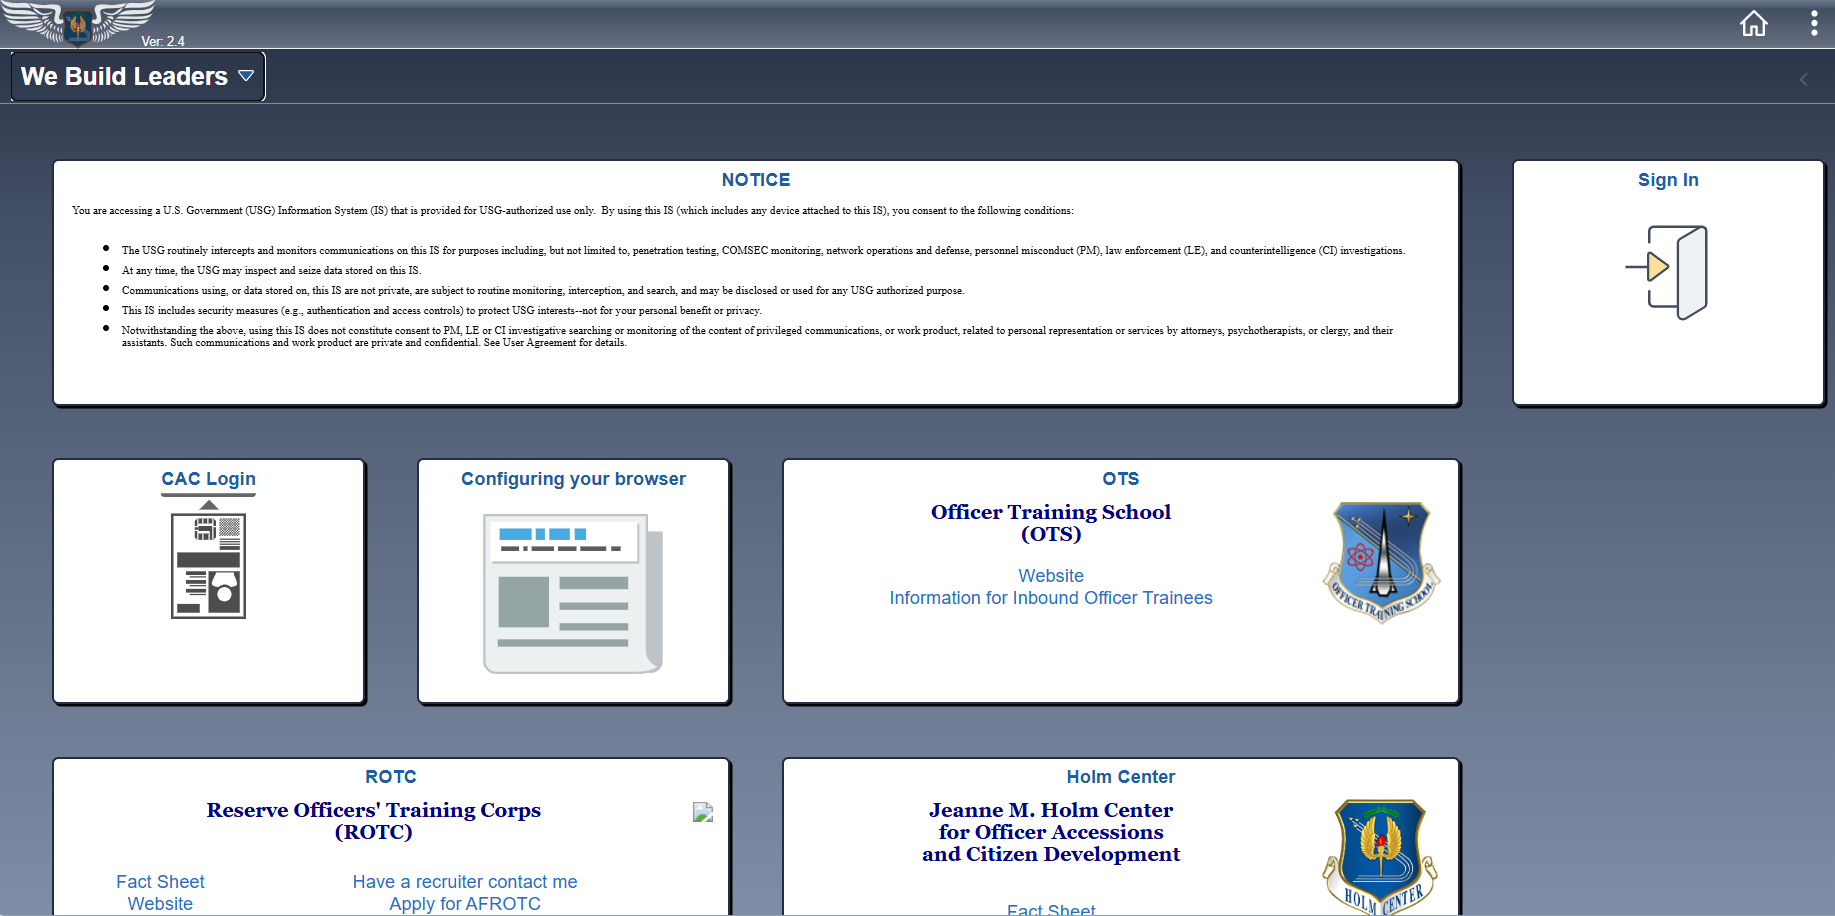 Ver: 2.4
We Build Leaders
NOTICE
You are accessing a U.S. Government (USG) Information System (IS) that is provided for USG-authorized use only.  By using this IS (which includes any device attached to this IS), you consent to the following conditions:
The USG routinely intercepts and monitors communications on this IS for purposes including, but not limited to, penetration testing, COMSEC monitoring, network operations and defense, personnel misconduct (PM), law enforcement (LE), and counterintelligence (CI) investigations.
At any time, the USG may inspect and seize data stored on this IS.
Communications using, or data stored on, this IS are not private, are subject to routine monitoring, interception, and search, and may be disclosed or used for any USG authorized purpose.
This IS includes security measures (e.g., authentication and access controls) to protect USG interests--not for your personal benefit or privacy.
Notwithstanding the above, using this IS does not constitute consent to PM, LE or CI investigative searching or monitoring of the content of privileged communications, or work product, related to personal representation or services by attorneys, psychotherapists, or clergy, and their
assistants. Such communications and work product are private and confidential. See User Agreement for details.
Sign In
CAC Login
Configuring your browser
OTS
Officer Training School
(OTS)
Website
Information for Inbound Officer Trainees
OFFICER TRAINING SCHOOL
ROTC
Reserve Officers' Training Corps
(ROTC)
Fact Sheet
Have a recruiter contact me
Website
Apply for AFROTC
Holm Center
Jeanne M. Holm Center
for Officer Accessions
and Citizen Development
Fact Sheet
HOLM CENTER